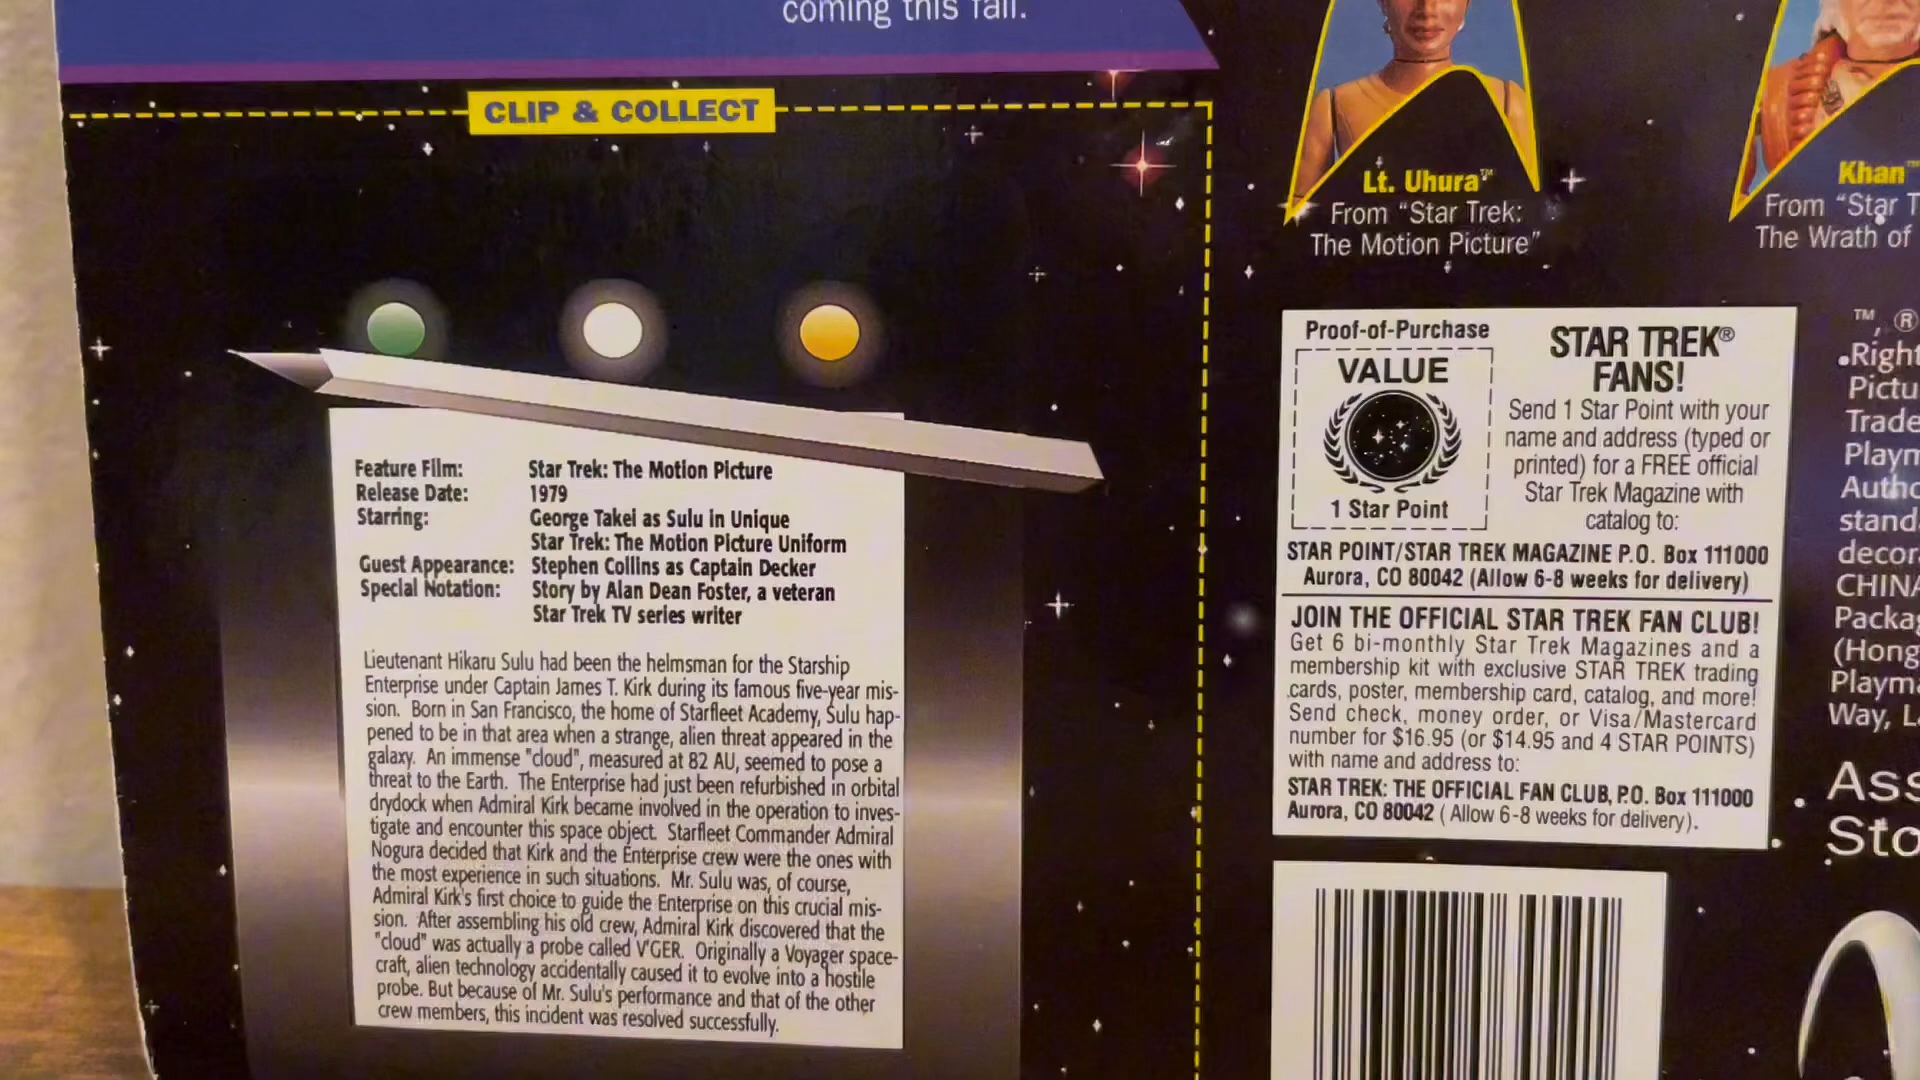 coming this fall.
CLIP & COLLECT
Feature Film: Star Trek: The Motion Picture
Release Date: 1979
Starring: George Takei as Sulu in Unique
Star Trek: The Motion Picture Uniform
Guest Appearance: Stephen Collins as Captain Decker
Special Notation: Story by Alan Dean Foster, a veteran
Star Trek TV series writer
Lieutenant Hikaru Sulu had been the helmsman for the Starship
Enterprise under Captain James T. Kirk during its famous five-year mis-
sion. Born in San Francisco, the home of Starfleet Academy, Sulu hap-
pened to be in that area when a strange, alien threat appeared in the
galaxy. An immense "cloud", measured at 82 AU, seemed to pose a
threat to the Earth. The Enterprise had just been refurbished in orbital
drydock when Admiral Kirk became involved in the operation to inves-
tigate and encounter this space object. Starfleet Commander Admiral
Nogura decided that Kirk and the Enterprise crew were the ones with
the most experience in such situations. Mr. Sulu was, of course,
Admiral Kirk's first choice to guide the Enterprise on this crucial mis-
sion. After assembling his old crew, Admiral Kirk discovered that the
"cloud" was actually a probe called V'GER. Originally a Voyager space-
craft, alien technology accidentally caused it to evolve into a hostile
probe. But because of Mr. Sulu's performance and that of the other
crew members, this incident was resolved successfully.
Lt. Uhura™
From "Star Trek:
The Motion Picture"
Khan™
From "Star T
The Wrath of
Proof-of-Purchase
VALUE
1 Star Point
STAR TREK®
FANS!
Send 1 Star Point with your
name and address (typed or
printed) for a FREE official
Star Trek Magazine with
catalog to:
STAR POINT/STAR TREK MAGAZINE P.O. Box 111000
Aurora, CO 80042 (Allow 6-8 weeks for delivery)
JOIN THE OFFICIAL STAR TREK FAN CLUB!
Get 6 bi-monthly Star Trek Magazines and a
membership kit with exclusive STAR TREK trading
cards, poster, membership card, catalog, and more!
Send check, money order, or Visa/Mastercard
number for $16.95 (or $14.95 and 4 STAR POINTS)
with name and address to:
STAR TREK: THE OFFICIAL FAN CLUB, P.O. Box 111000
Aurora, CO 80042 ( Allow 6-8 weeks for delivery).
™, ®
Right
Pictu
Trade
Playm
Autho
stand
decor
CHINA
Packag
(Hong
Playma
Way, L
Ass
Sto